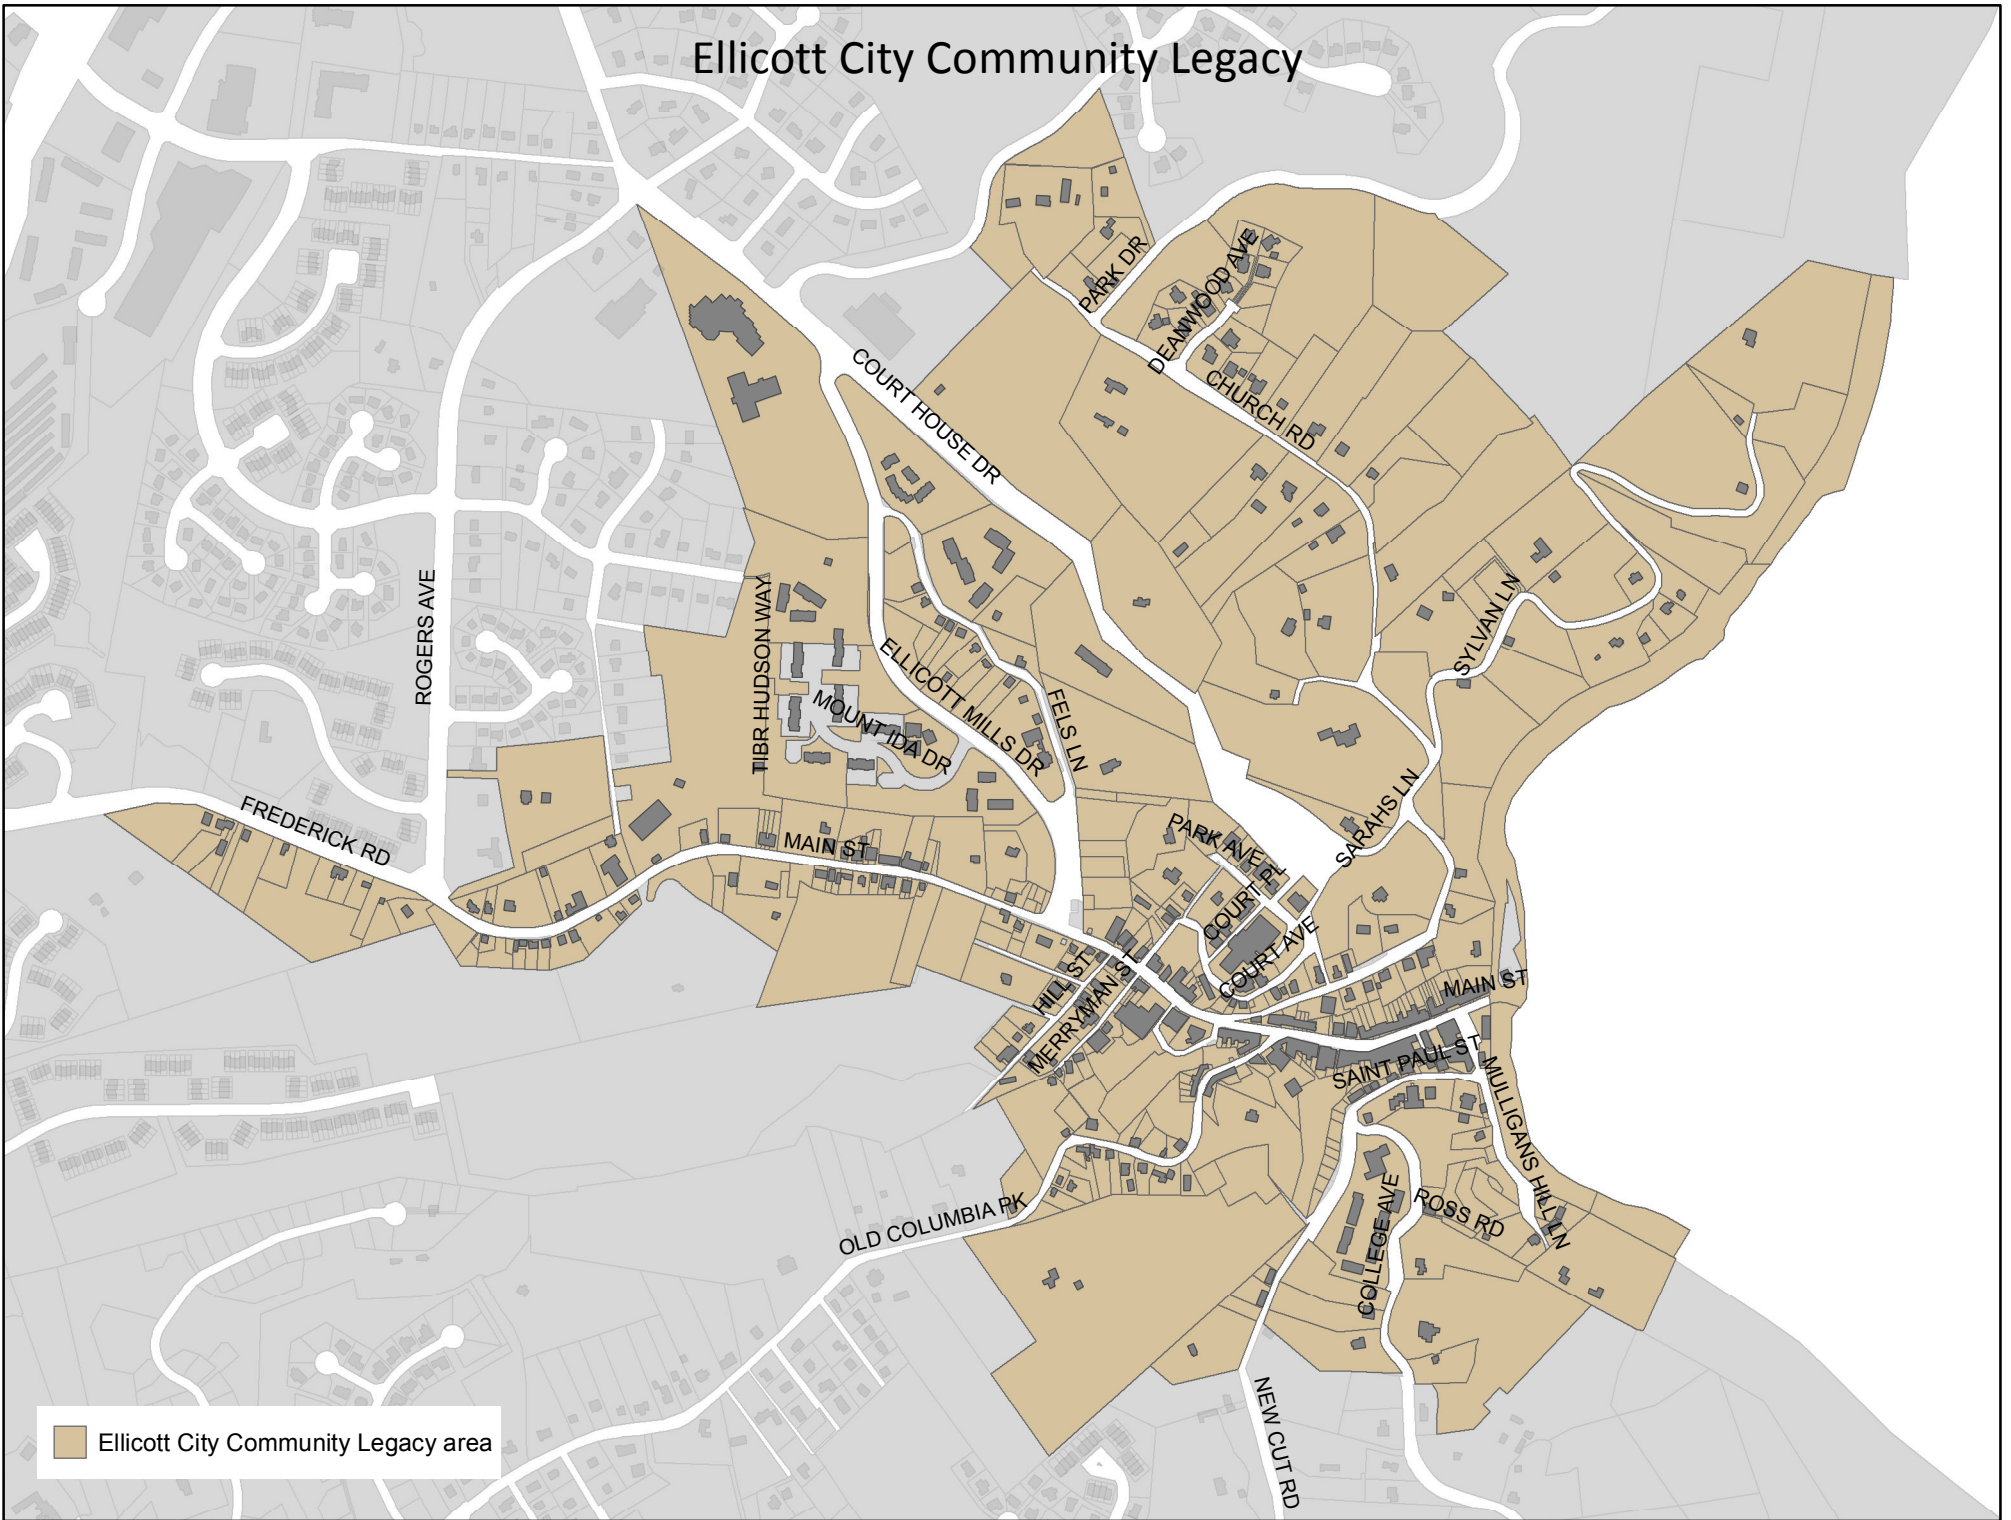 Ellicott City Community Legacy
PARK DR
DEANWOOD AVE
COURT HOUSE DR
CHURCH RD
ROGERS AVE
TIBR HUDSON WAY
SYLVAN LN
ELLICOTT MILLS DR
MOUNT IDA DR
FELS LN
FREDERICK RD
MAIN ST
PARK AVE
SARAHS LN
COURT PL
COURT AVE
HILL ST
MERRYMAN ST
MAIN ST
SAINT PAUL ST
MULLIGANS HILL LN
OLD COLUMBIA PK
COLLEGE AVE
ROSS RD
NEW CUT RD
Ellicott City Community Legacy area